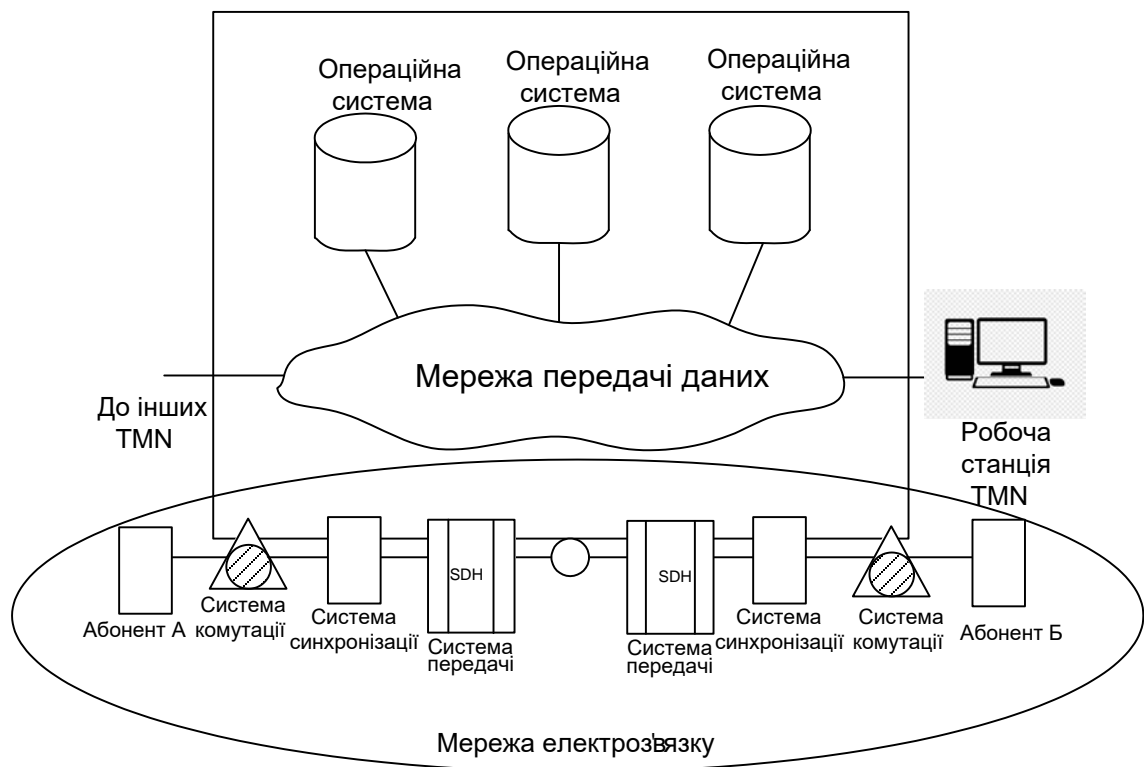 Операційна
система
Операційна
система
Операційна
система
Мережа передачі даних
До інших
TMN
Робоча
станція
TMN
SDH
SDH
Абонент А
Система
комутації
Система
синхронізації
Система
передачі
Система
передачі
Система
синхронізації
Система
комутації
Абонент Б
Мережа електрозв'язку